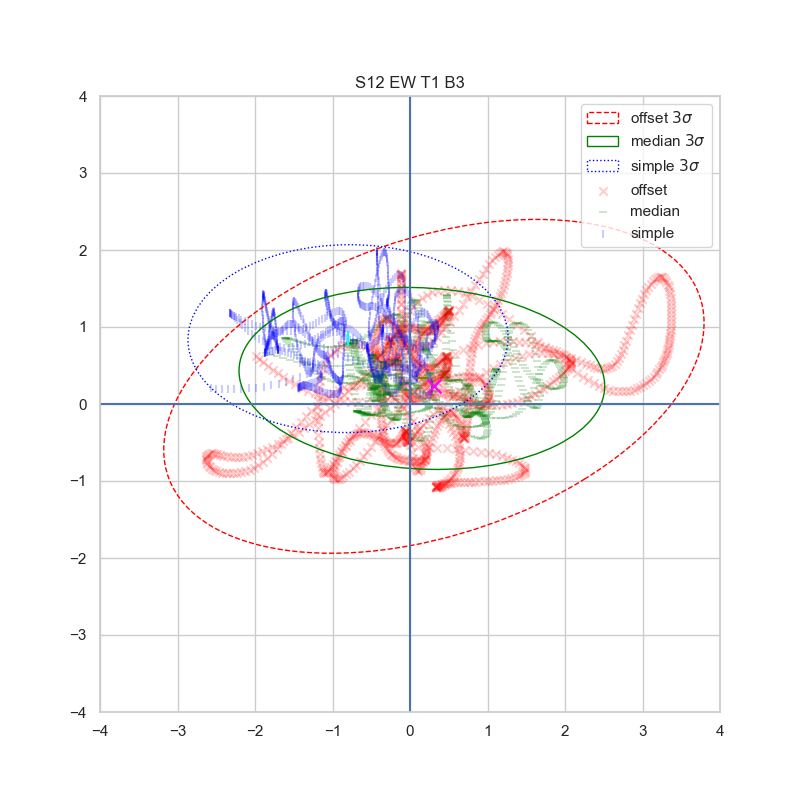 S12 EW T1 B3
4
3
2
1
0
−1
−2
−3
−4
−4 −3 −2 −1 0 1 2 3 4
offset 3σ
median 3σ
simple 3σ
offset
median
simple